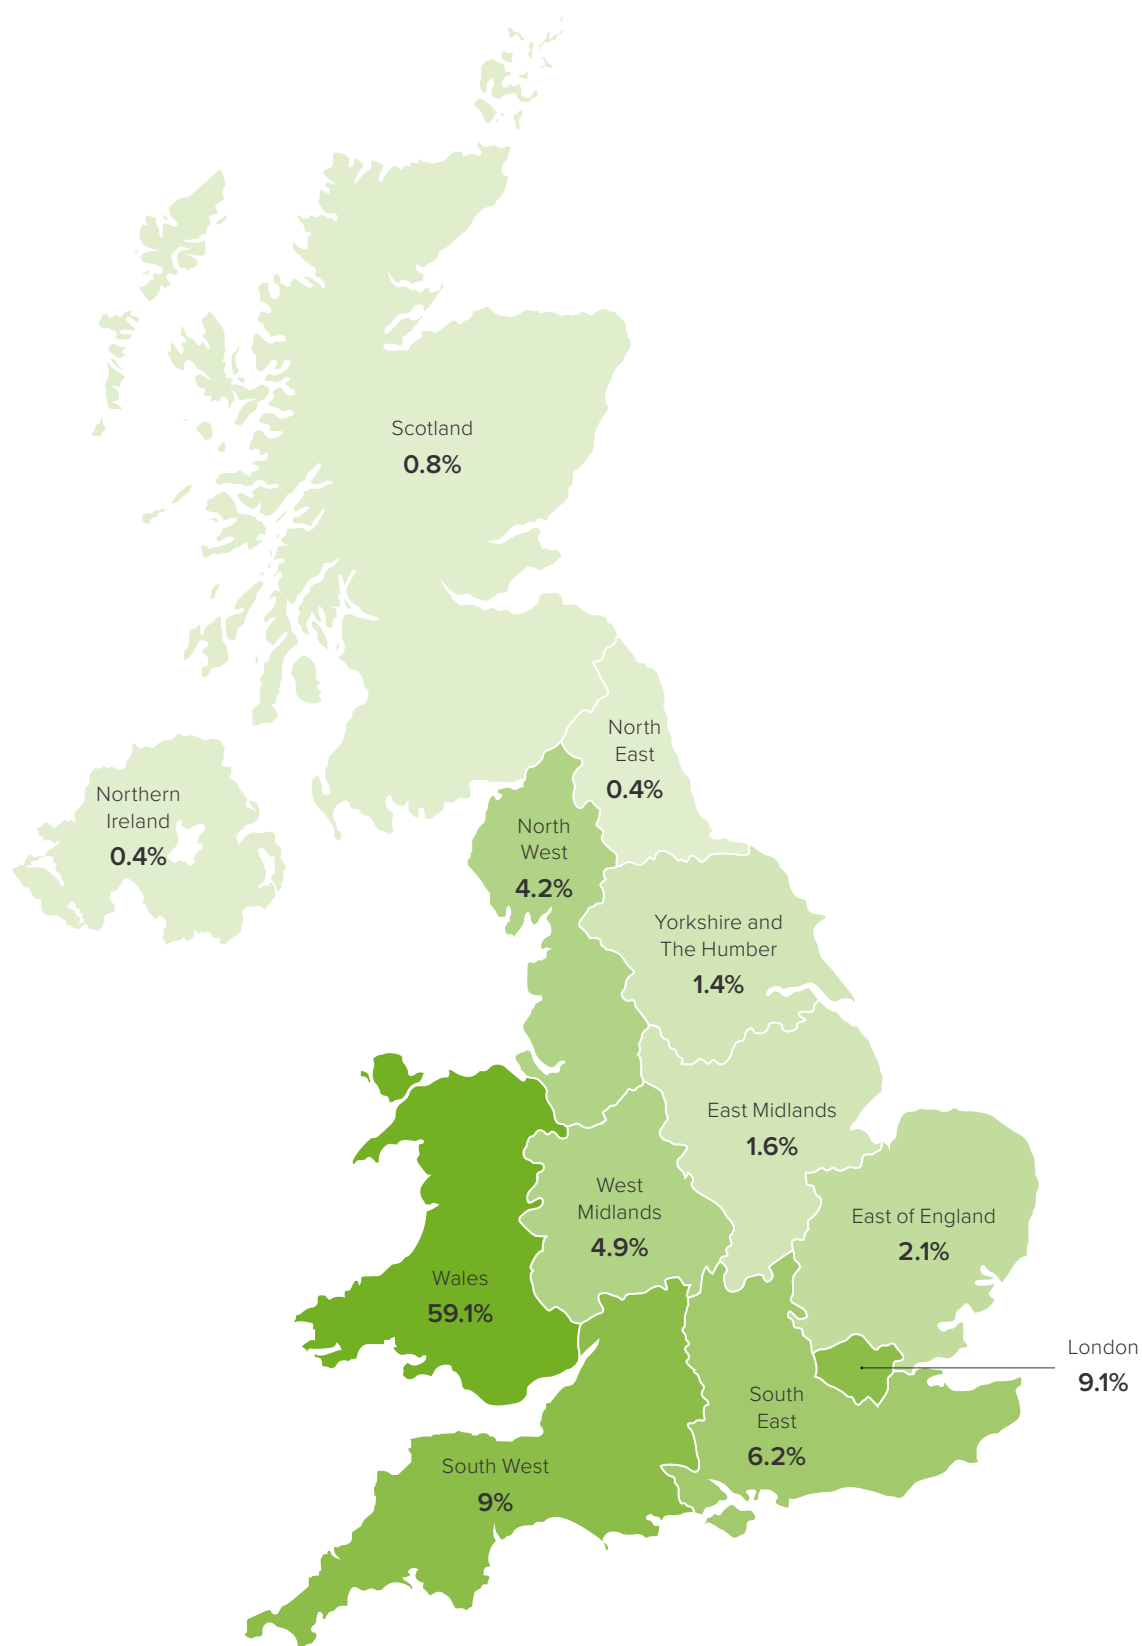 Scotland
0.8%
North
East
0.4%
Northern
Ireland
0.4%
North
West
4.2%
Yorkshire and
The Humber
1.4%
East Midlands
1.6%
West
Midlands
4.9%
East of England
2.1%
Wales
59.1%
London
9.1%
South
East
6.2%
South West
9%